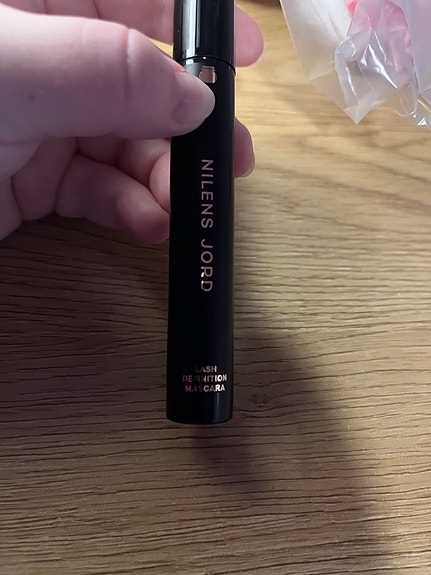 NILENS JORD
LASH
DEFINITION
MASCARA